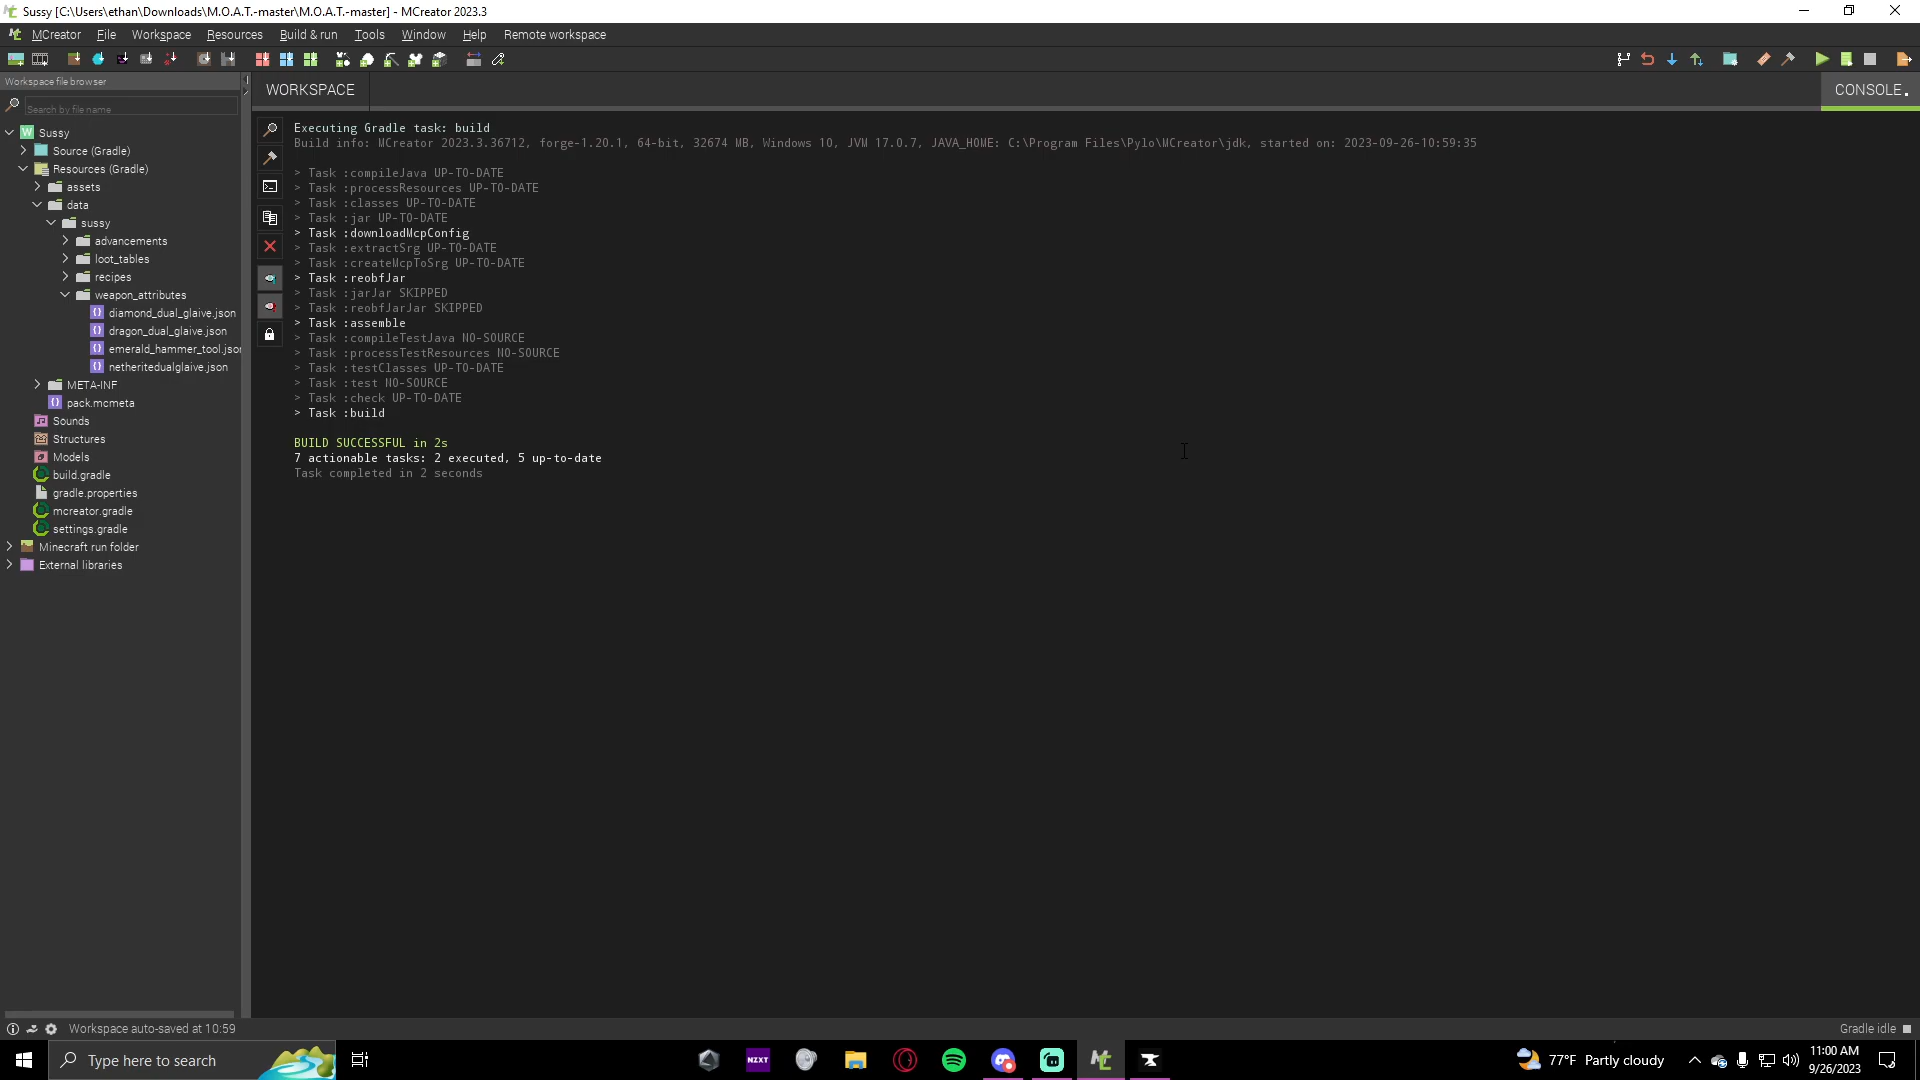 Sussy [C:\Users\ethan\Downloads\M.O.A.T.-master\M.O.A.T.-master] - MCreator 2023.3
MCreator File Workspace Resources Build & run Tools Window Help Remote workspace
Workspace file browser
WORKSPACE
CONSOLE
Search by file name
Sussy
Source (Gradle)
Resources (Gradle)
assets
data
sussy
advancements
loot_tables
recipes
weapon_attributes
diamond_dual_glaive.json
dragon_dual_glaive.json
emerald_hammer_tool.jsor
netheritedualglaive.json
META-INF
pack.mcmeta
Sounds
Structures
Models
build.gradle
gradle.properties
mcreator.gradle
settings.gradle
Minecraft run folder
External libraries
Executing Gradle task: build
Build info: MCreator 2023.3.36712, forge-1.20.1, 64-bit, 32674 MB, Windows 10, JVM 17.0.7, JAVA_HOME: C:\Program Files\Pylo\MCreator\jdk, started on: 2023-09-26-10:59:35
> Task :compileJava UP-TO-DATE
> Task :processResources UP-TO-DATE
> Task :classes UP-TO-DATE
> Task :jar UP-TO-DATE
> Task :downloadMcpConfig
> Task :extractSrg UP-TO-DATE
> Task :createMcpToSrg UP-TO-DATE
> Task :reobfJar
> Task :jarJar SKIPPED
> Task :reobfJarJar SKIPPED
> Task :assemble
> Task :compileTestJava NO-SOURCE
> Task :processTestResources NO-SOURCE
> Task :testClasses UP-TO-DATE
> Task :test NO-SOURCE
> Task :check UP-TO-DATE
> Task :build
BUILD SUCCESSFUL in 2s
7 actionable tasks: 2 executed, 5 up-to-date
Task completed in 2 seconds
Workspace auto-saved at 10:59
Gradle idle
Type here to search
NZXT
77°F Partly cloudy
11:00 AM
9/26/2023